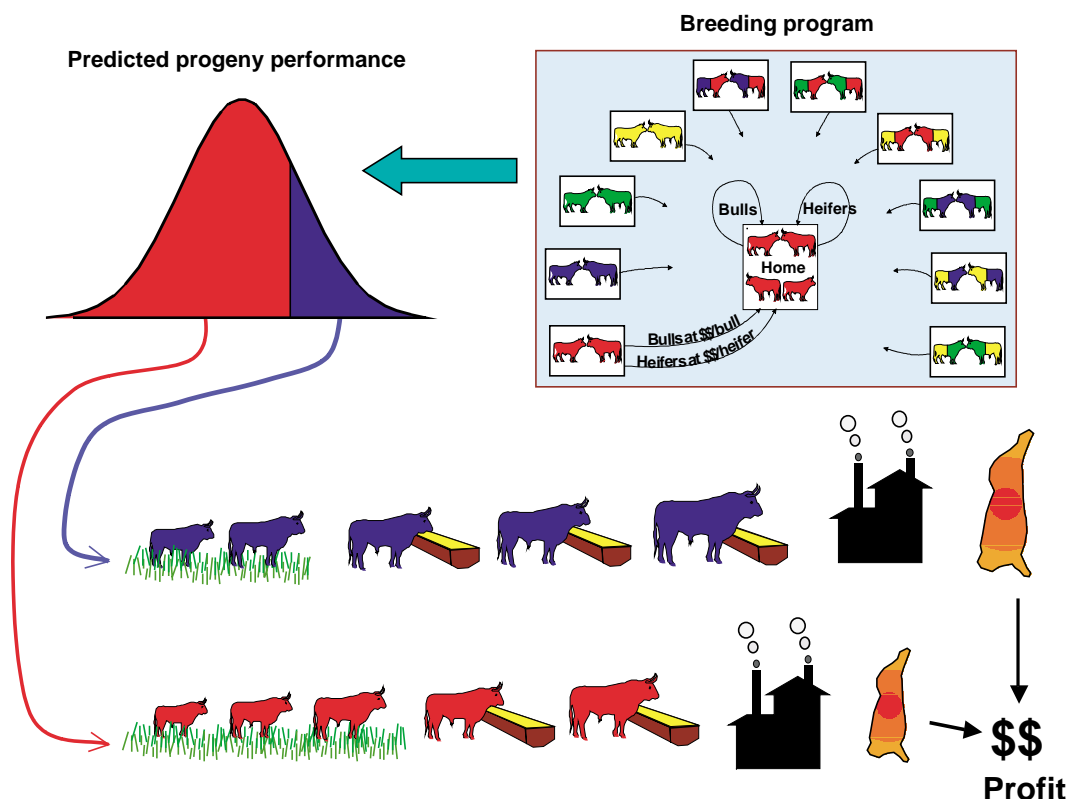 Breeding program
Predicted progeny performance
Bulls
Heifers
Home
Bulls at $$/bull
Heifers at $$/heifer
$$
Profit